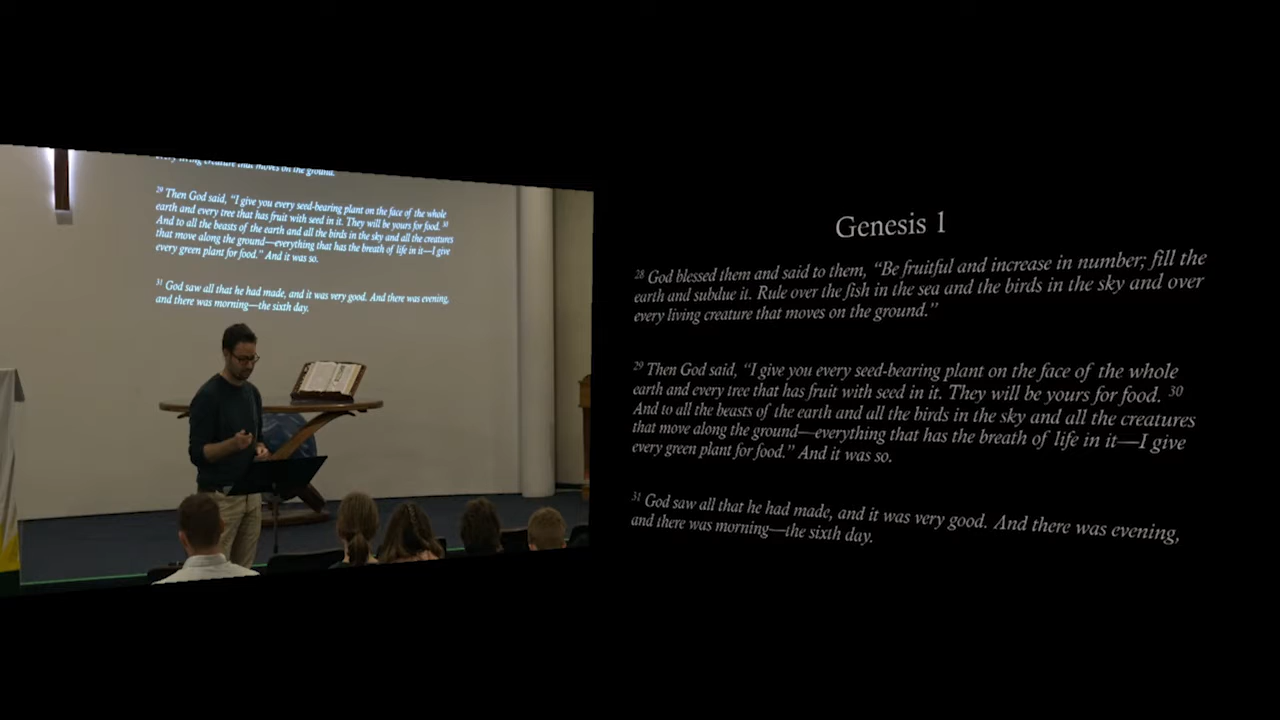 every living creature that moves on the ground.
29 Then God said, “I give you every seed-bearing plant on the face of the whole
earth and every tree that has fruit with seed in it. They will be yours for food. 30
And to all the beasts of the earth and all the birds in the sky and all the creatures
that move along the ground—everything that has the breath of life in it—I give
every green plant for food.” And it was so.
31 God saw all that he had made, and it was very good. And there was evening,
and there was morning—the sixth day.
Genesis 1
28 God blessed them and said to them, “Be fruitful and increase in number; fill the
earth and subdue it. Rule over the fish in the sea and the birds in the sky and over
every living creature that moves on the ground.”
29 Then God said, “I give you every seed-bearing plant on the face of the whole
earth and every tree that has fruit with seed in it. They will be yours for food. 30
And to all the beasts of the earth and all the birds in the sky and all the creatures
that move along the ground—everything that has the breath of life in it—I give
every green plant for food.” And it was so.
31 God saw all that he had made, and it was very good. And there was evening,
and there was morning—the sixth day.